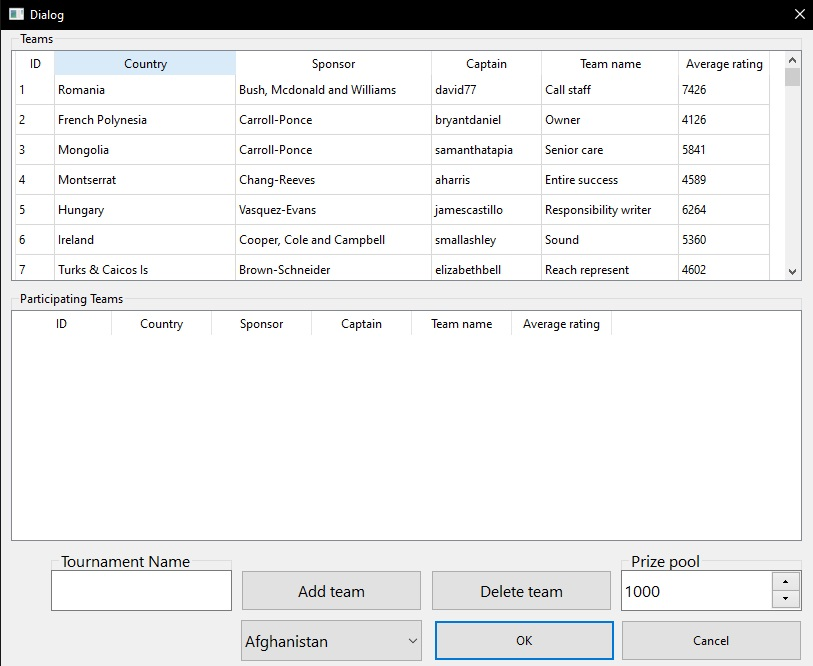 Dialog
Teams
ID Country Sponsor Captain Team name Average rating
1 Romania Bush, Mcdonald and Williams david77 Call staff 7426
2 French Polynesia Carroll-Ponce bryantdaniel Owner 4126
3 Mongolia Carroll-Ponce samanthatapia Senior care 5841
4 Montserrat Chang-Reeves aharris Entire success 4589
5 Hungary Vasquez-Evans jamescastillo Responsibility writer 6264
6 Ireland Cooper, Cole and Campbell smallashley Sound 5360
7 Turks & Caicos Is Brown-Schneider elizabethbell Reach represent 4602
Participating Teams
ID Country Sponsor Captain Team name Average rating
Tournament Name Prize pool
Add team Delete team 1000
Afghanistan OK Cancel